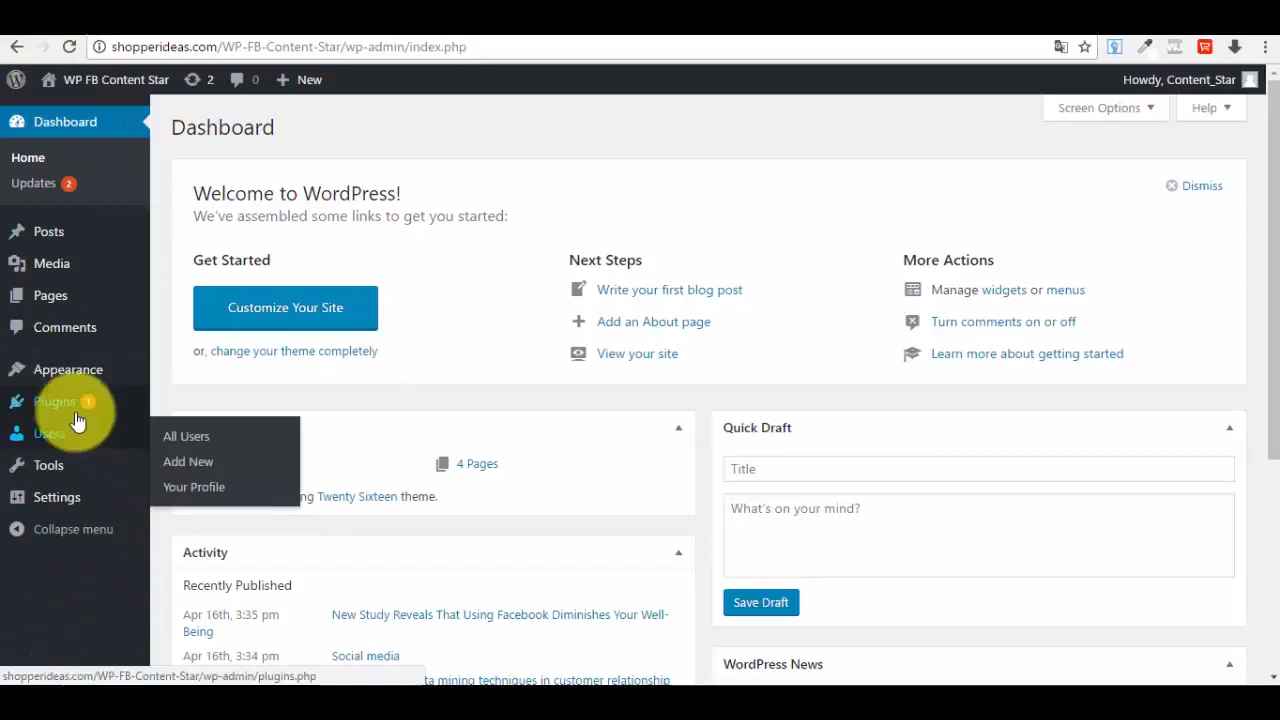 shopperideas.com/WP-FB-Content-Star/wp-admin/index.php
WP FB Content Star 2 0 New Howdy, Content_Star
Dashboard
Home
Updates 2
Posts
Media
Pages
Comments
Appearance
Plugins 1
Users
Tools
Settings
Collapse menu
All Users
Add New
Your Profile
Dashboard
Screen Options Help
Welcome to WordPress!
We've assembled some links to get you started:
Dismiss
Get Started
Customize Your Site
or, change your theme completely
Next Steps
Write your first blog post
Add an About page
View your site
More Actions
Manage widgets or menus
Turn comments on or off
Learn more about getting started
4 Pages
Twenty Sixteen theme.
Activity
Recently Published
Apr 16th, 3:35 pm New Study Reveals That Using Facebook Diminishes Your Well-
Being
Apr 16th, 3:34 pm Social media
mining techniques in customer relationship
Quick Draft
Title
What's on your mind?
Save Draft
WordPress News
shopperideas.com/WP-FB-Content-Star/wp-admin/plugins.php